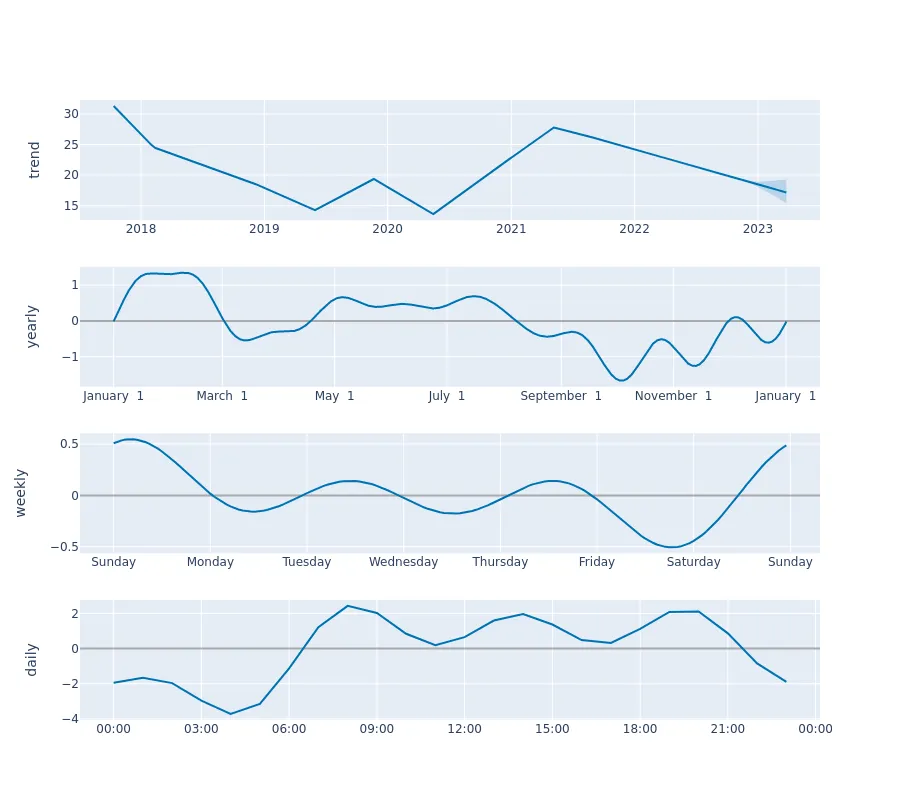 trend
30
25
20
15
2018 2019 2020 2021 2022 2023
yearly
1
0
−1
January 1 March 1 May 1 July 1 September 1 November 1 January 1
weekly
0.5
0
−0.5
Sunday Monday Tuesday Wednesday Thursday Friday Saturday Sunday
daily
2
0
−2
−4
00:00 03:00 06:00 09:00 12:00 15:00 18:00 21:00 00:00